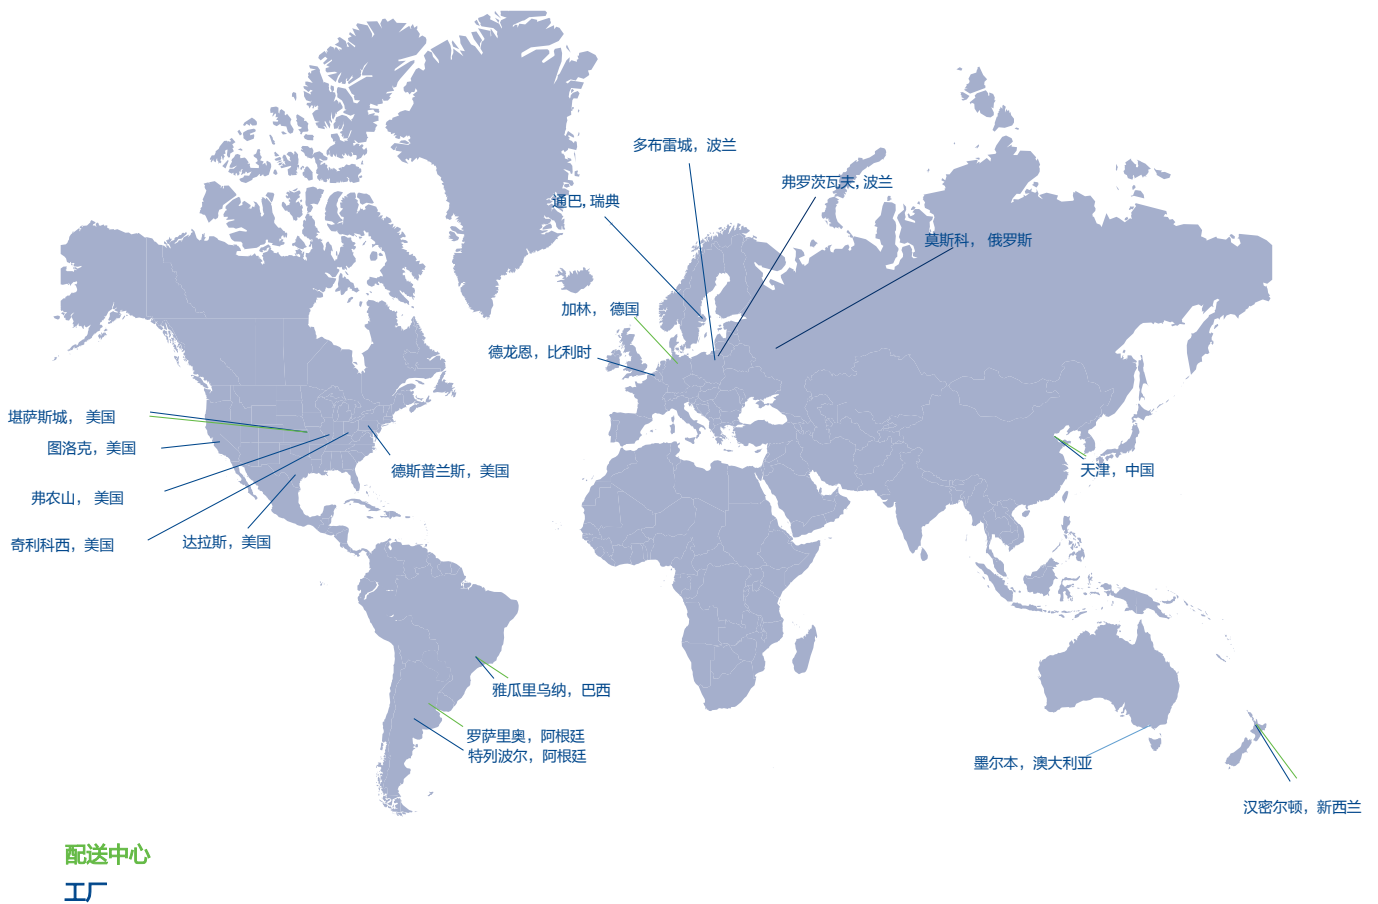 多布雷城，波兰
弗罗茨瓦夫, 波兰
通巴, 瑞典
莫斯科， 俄罗斯
加林， 德国
德龙恩，比利时
堪萨斯城， 美国
图洛克，美国
德斯普兰斯，美国
天津，中国
弗农山， 美国
奇利科西，美国
达拉斯，美国
雅瓜里乌纳，巴西
罗萨里奥，阿根廷
特列波尔，阿根廷
墨尔本，澳大利亚
汉密尔顿，新西兰
配送中心
工厂